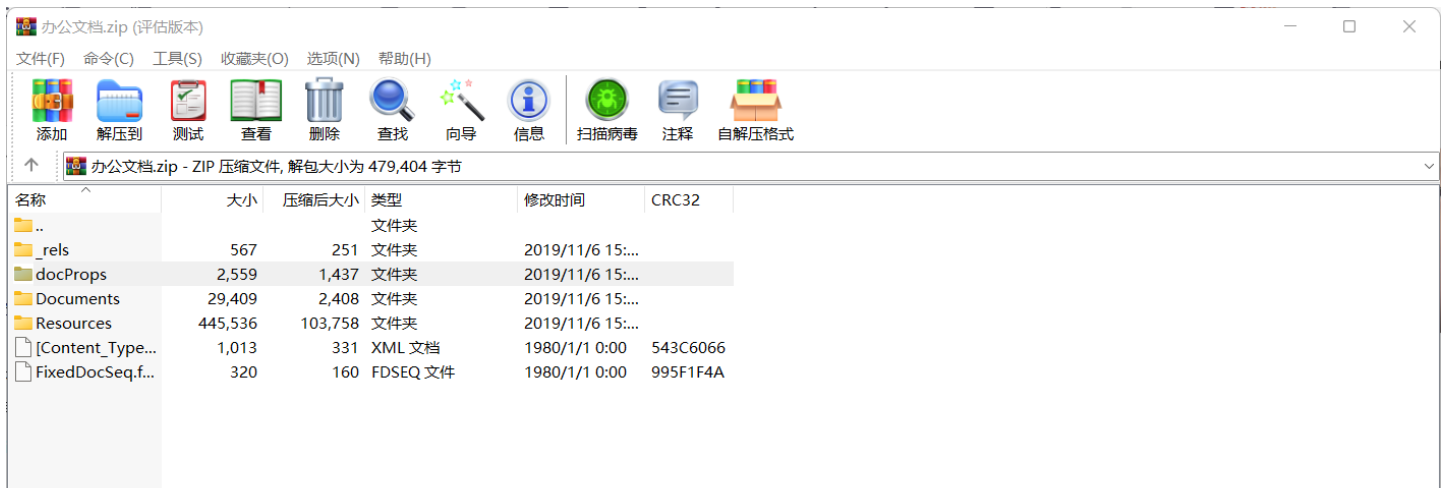 办公文档.zip (评估版本)
文件(F) 命令(C) 工具(S) 收藏夹(O) 选项(N) 帮助(H)
添加 解压到 测试 查看 删除 查找 向导 信息 扫描病毒 注释 自解压格式
办公文档.zip - ZIP 压缩文件, 解包大小为 479,404 字节
名称 大小 压缩后大小 类型 修改时间 CRC32
.. 文件夹
_rels 567 251 文件夹 2019/11/6 15:...
docProps 2,559 1,437 文件夹 2019/11/6 15:...
Documents 29,409 2,408 文件夹 2019/11/6 15:...
Resources 445,536 103,758 文件夹 2019/11/6 15:...
[Content_Type... 1,013 331 XML 文档 1980/1/1 0:00 543C6066
FixedDocSeq.f... 320 160 FDSEQ 文件 1980/1/1 0:00 995F1F4A